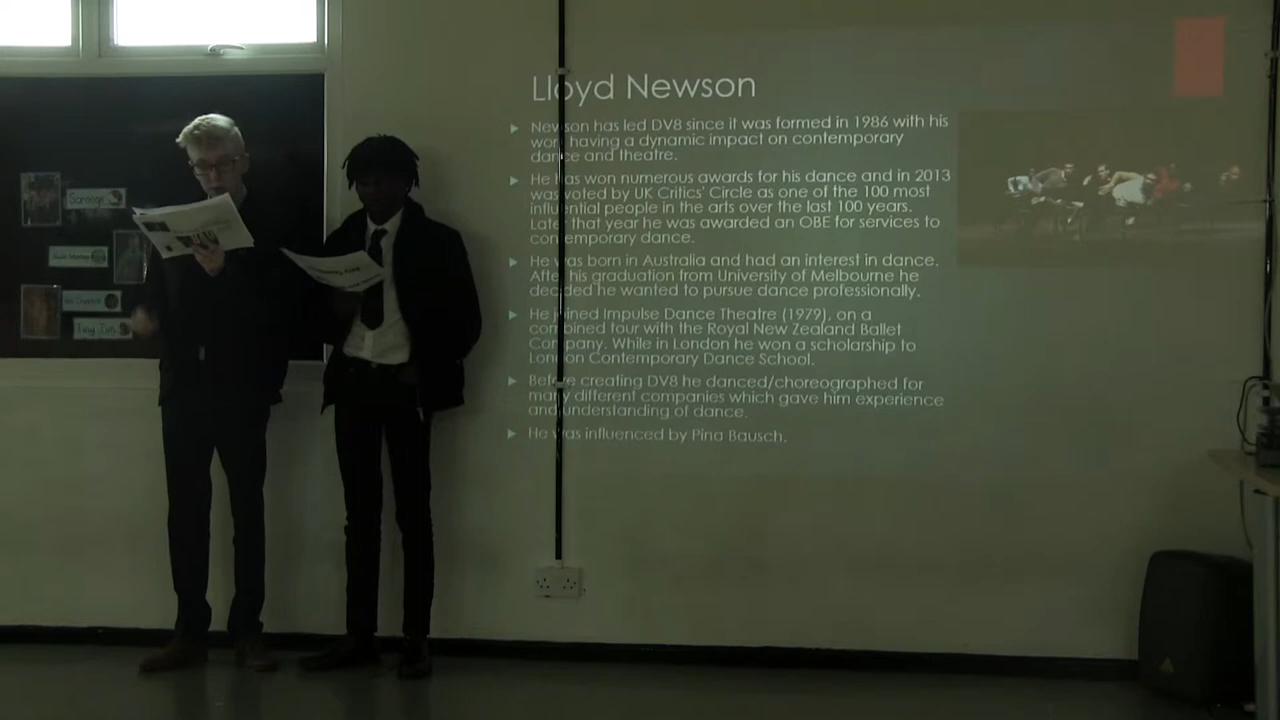 Lloyd Newson
Newson has led DV8 since it was formed in 1986 with his
work having a dynamic impact on contemporary
dance and theatre.
He has won numerous awards for his dance and in 2013
was voted by UK Critics' Circle as one of the 100 most
influential people in the arts over the last 100 years.
Later that year he was awarded an OBE for services to
contemporary dance.
He was born in Australia and had an interest in dance.
After his graduation from University of Melbourne he
decided he wanted to pursue dance professionally.
He joined Impulse Dance Theatre (1979), on a
combined tour with the Royal New Zealand Ballet
Company. While in London he won a scholarship to
London Contemporary Dance School.
Before creating DV8 he danced/choreographed for
many different companies which gave him experience
and understanding of dance.
He was influenced by Pina Bausch.
Scrooge
Tiny Tim